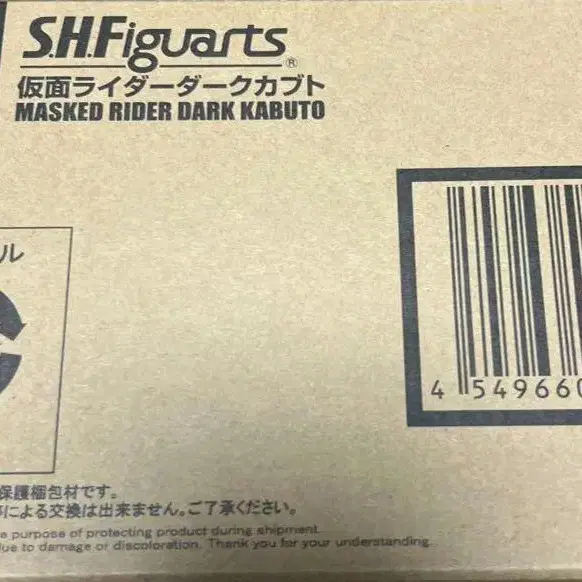 S.H.Figuarts®
仮面ライダーダークカブト
MASKED RIDER DARK KABUTO
ル
4 549660
保護梱包材です。
による交換は出来ません。ご了承ください。
purpose of protecting product during shipment.
due to damage or discoloration. Thank you for your understanding.